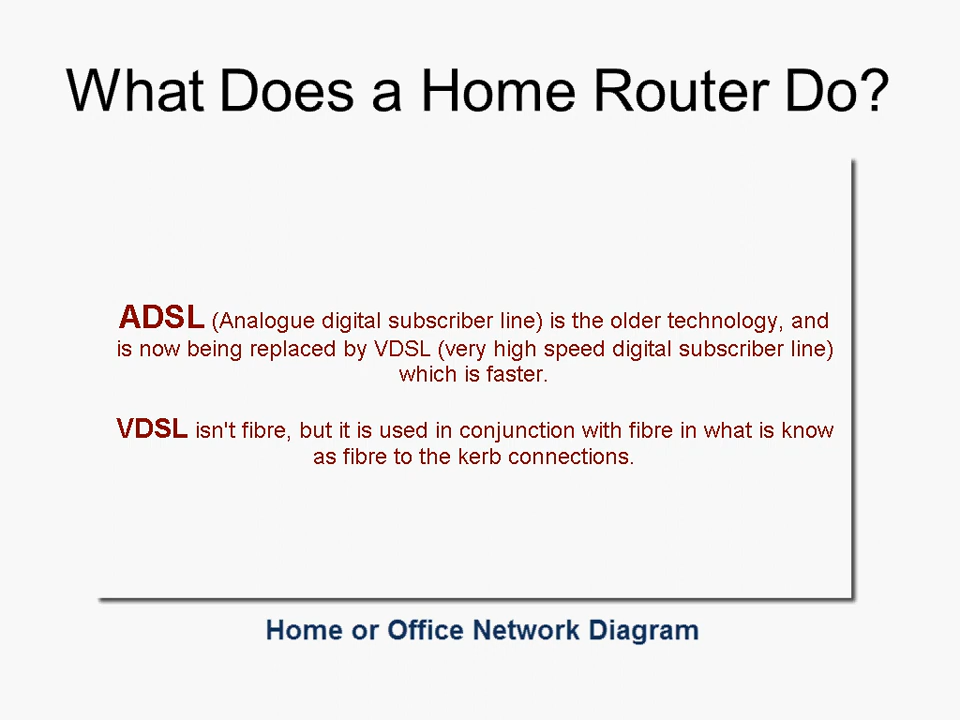 What Does a Home Router Do?
ADSL (Analogue digital subscriber line) is the older technology, and
is now being replaced by VDSL (very high speed digital subscriber line)
which is faster.
VDSL isn't fibre, but it is used in conjunction with fibre in what is know
as fibre to the kerb connections.
Home or Office Network Diagram